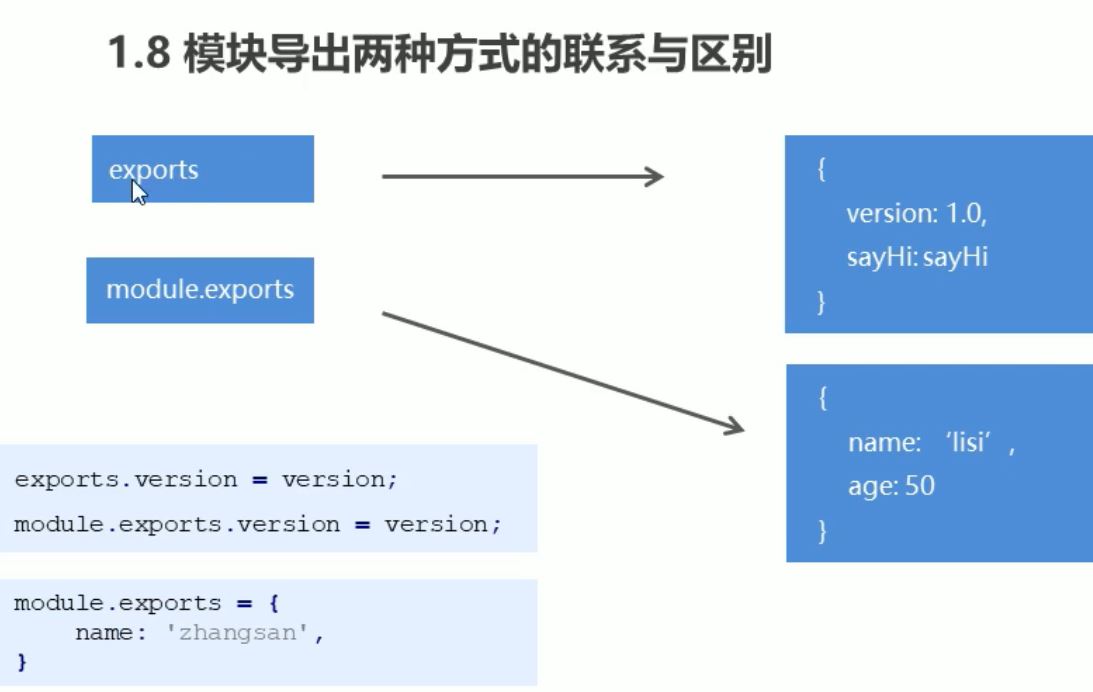 1.8 模块导出两种方式的联系与区别
exports
module.exports
{
version: 1.0,
sayHi: sayHi
}
{
name: ‘lisi’,
age: 50
}
exports.version = version;
module.exports.version = version;
module.exports = {
name: 'zhangsan',
}